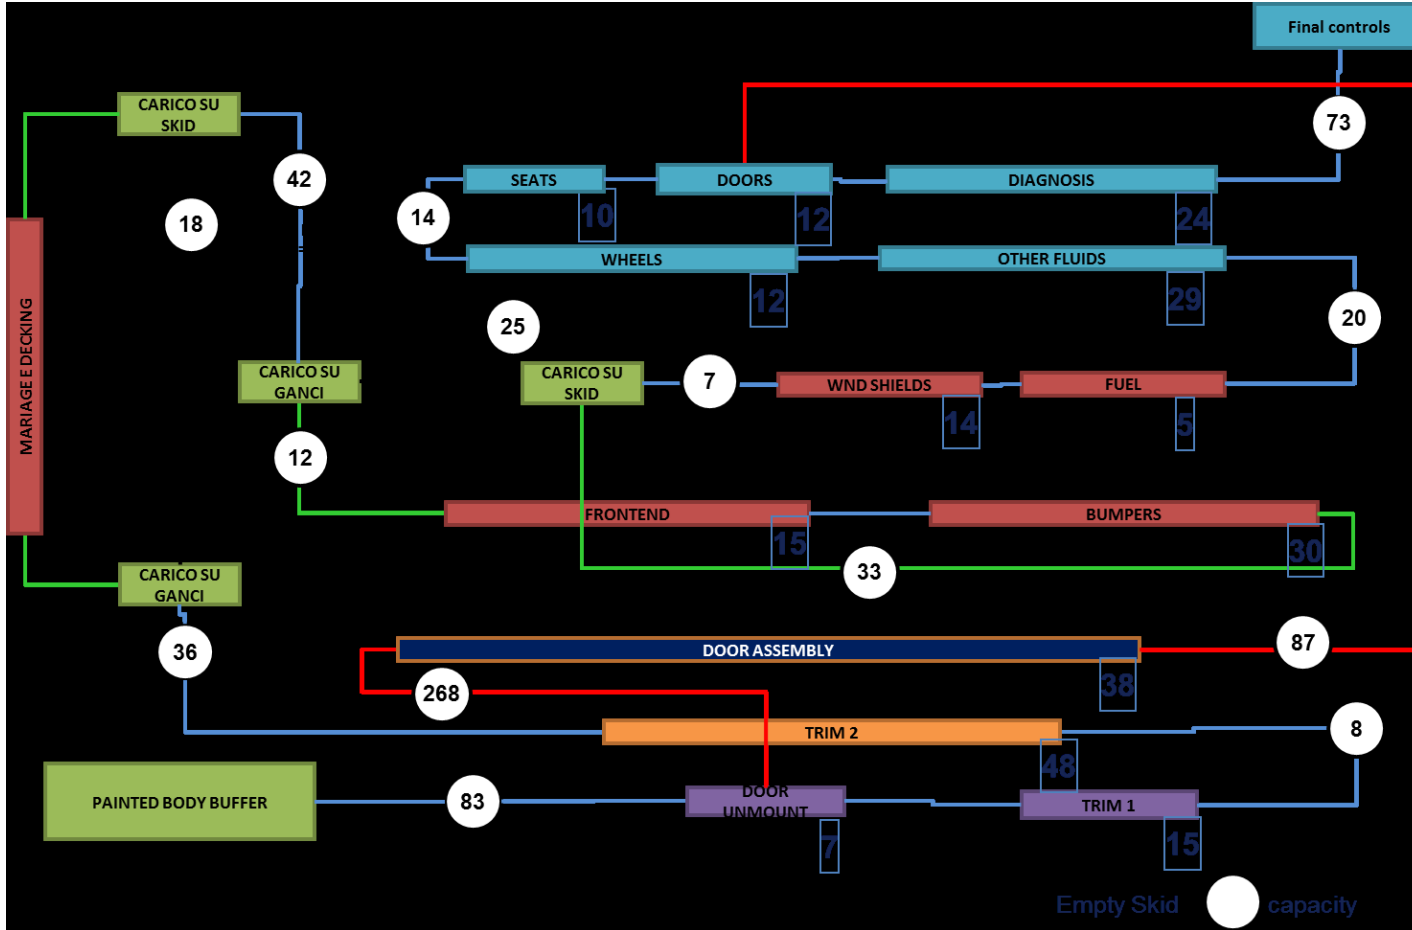 Final controls
CARICO SU
SKID
73
42
SEATS
DOORS
DIAGNOSIS
10
12
24
14
18
WHEELS
OTHER FLUIDS
12
29
MARIAGE E DECKING
25
20
CARICO SU
GANCI
CARICO SU
SKID
7
WND SHIELDS
FUEL
14
5
12
FRONTEND
BUMPERS
15
30
CARICO SU
GANCI
33
36
DOOR ASSEMBLY
87
38
268
TRIM 2
8
48
PAINTED BODY BUFFER
83
DOOR
UNMOUNT
TRIM 1
7
15
Empty Skid
capacity